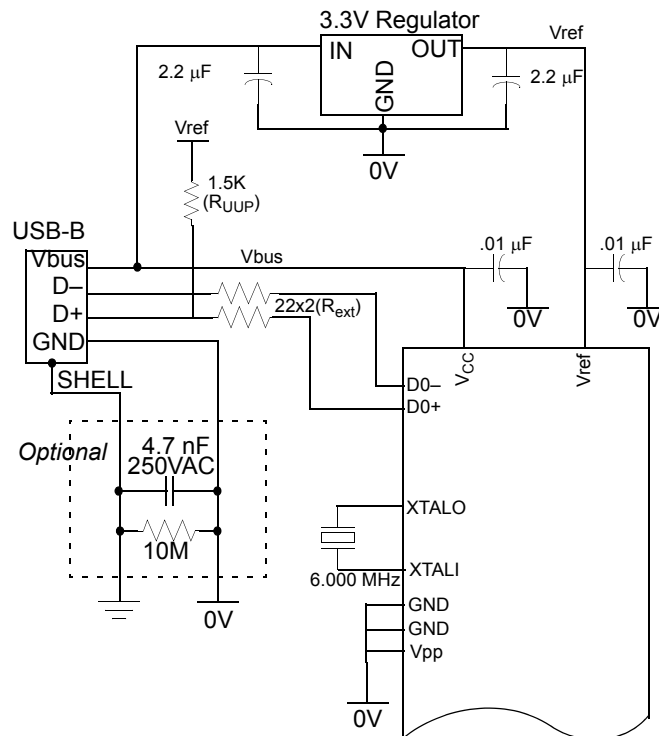 3.3V Regulator
IN
OUT
GND
Vref
2.2 μF
2.2 μF
0V
Vref
1.5K
(RUUP)
USB-B
Vbus
D–
D+
GND
SHELL
Vbus
22x2(Rext)
.01 μF
0V
.01 μF
0V
VCC
Vref
D0–
D0+
Optional
4.7 nF
250VAC
10M
0V
XTALO
6.000 MHz
XTALI
GND
GND
Vpp
0V